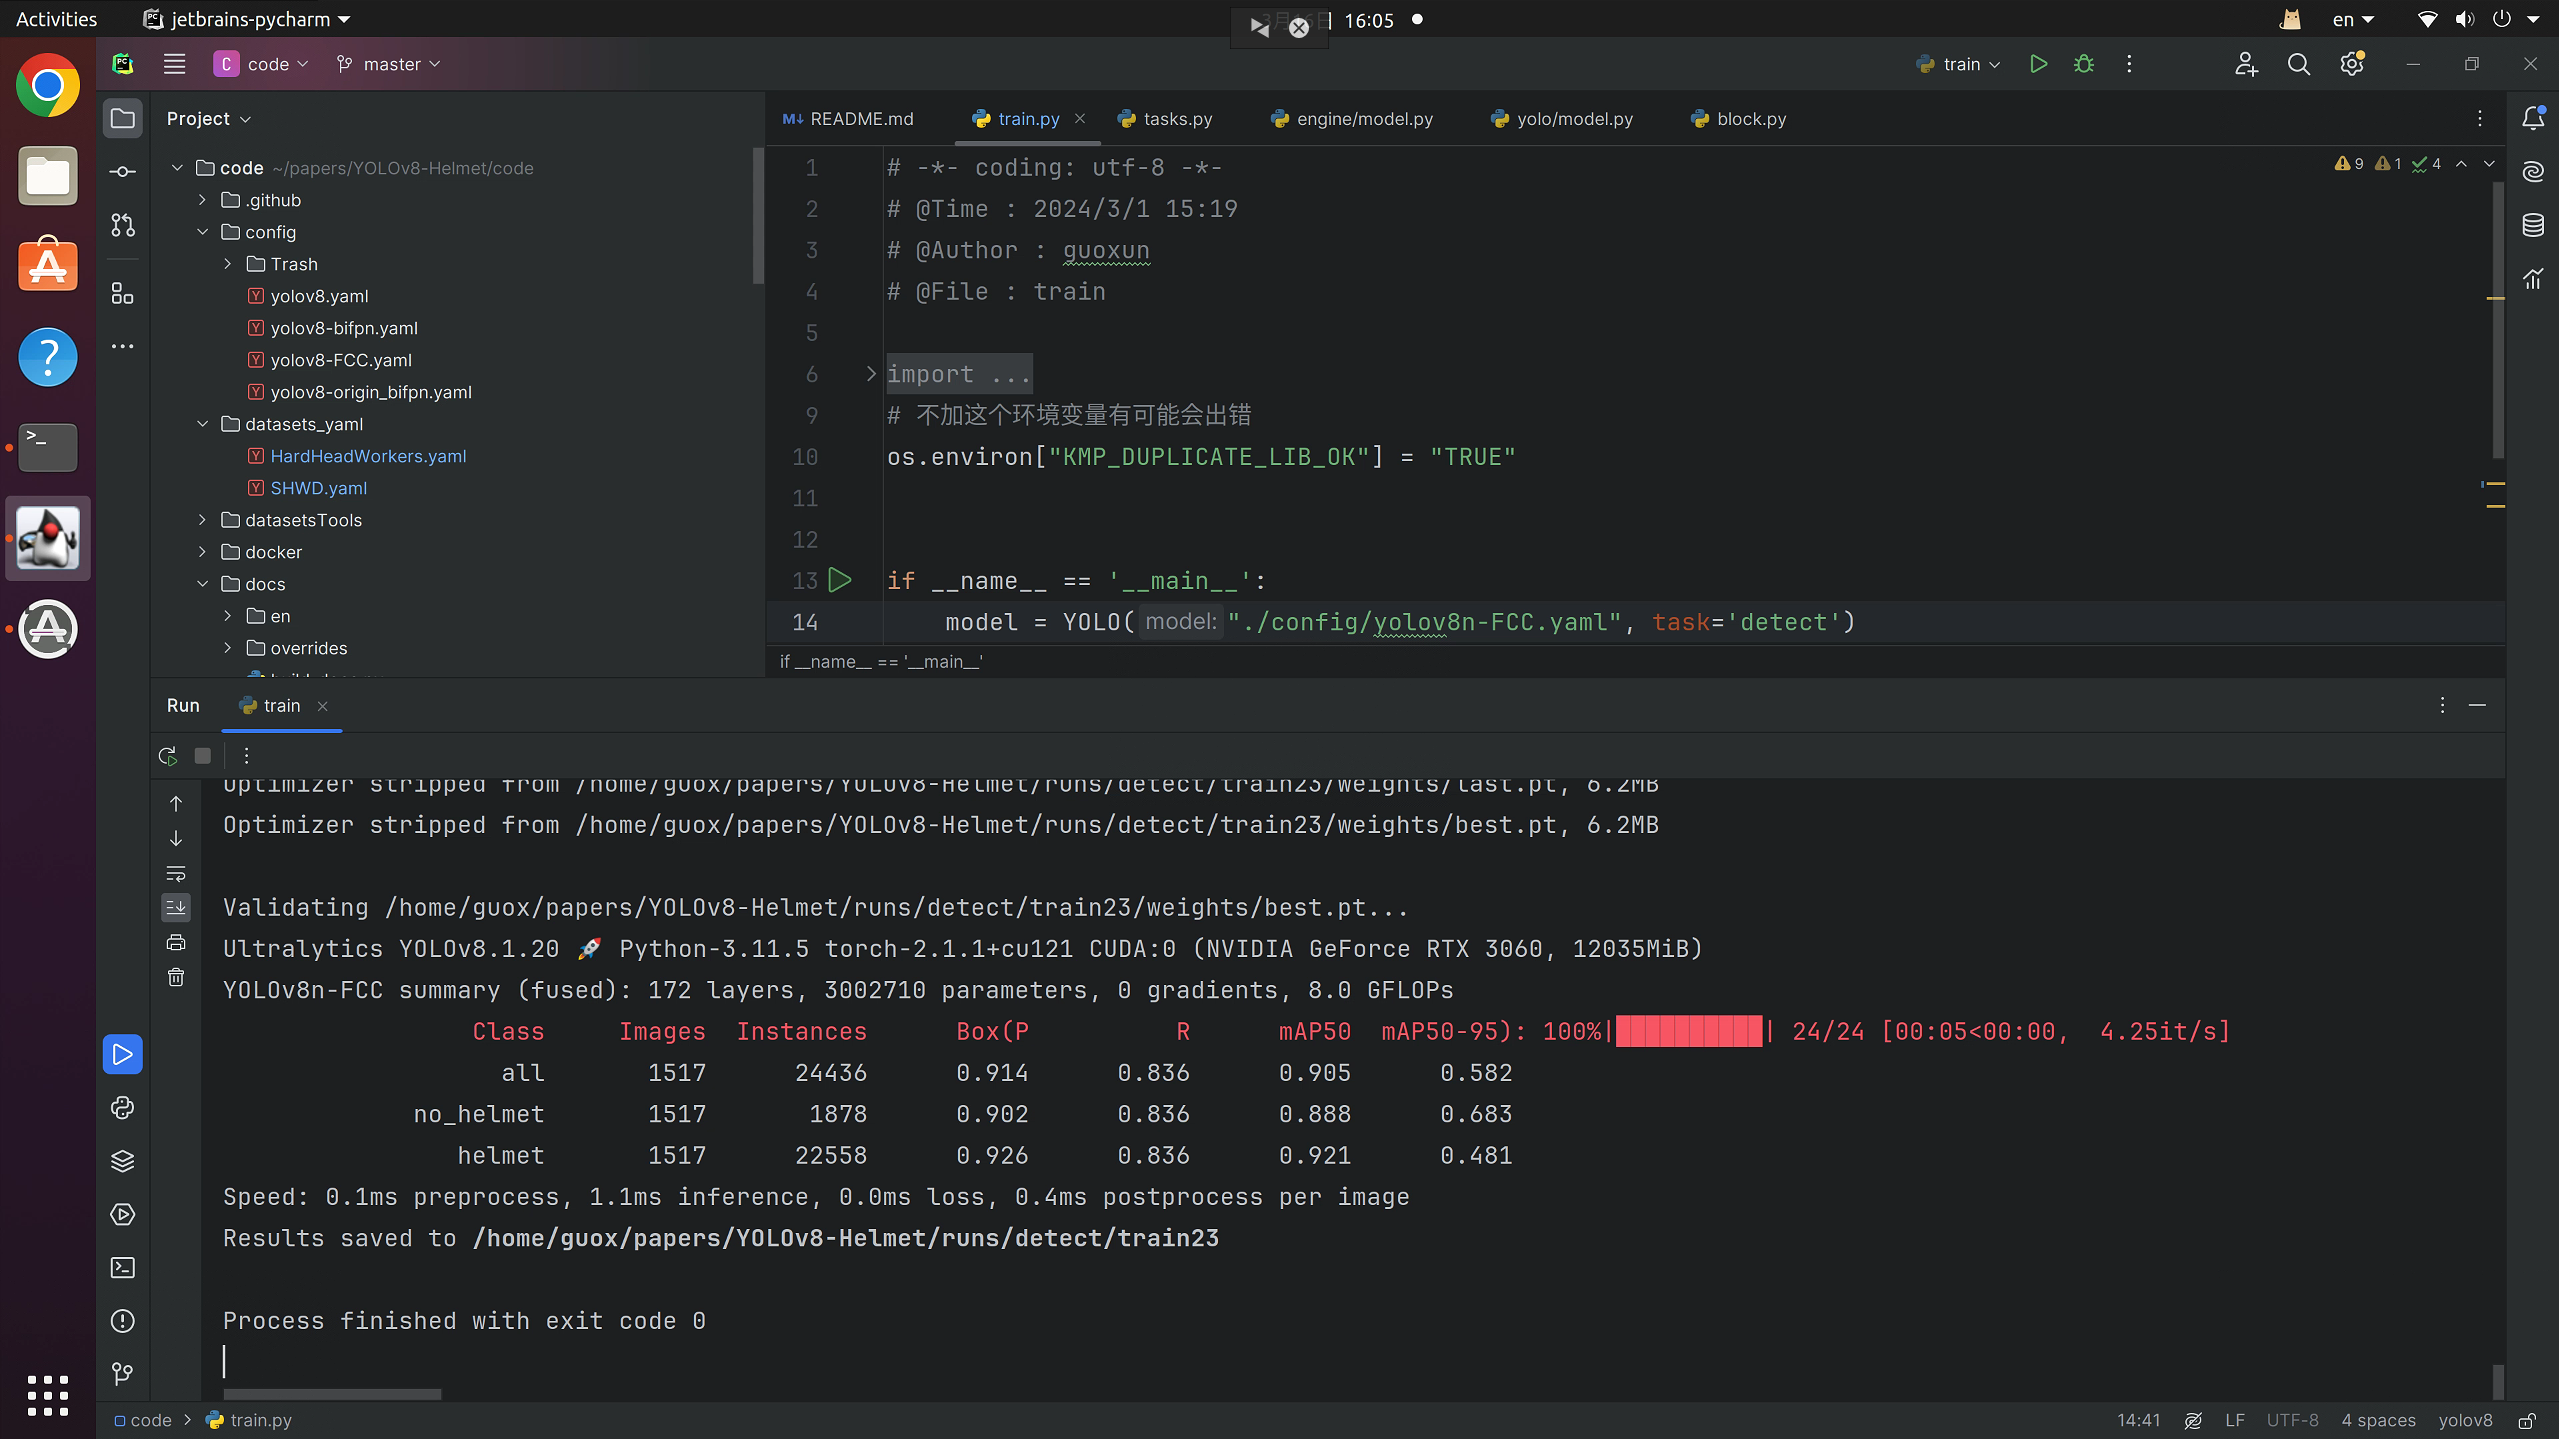 Activities
jetbrains-pycharm
16:05
en
code
master
train
Project
README.md
train.py
tasks.py
engine/model.py
yolo/model.py
block.py
code ~/papers/YOLOv8-Helmet/code
.github
config
Trash
yolov8.yaml
yolov8-bifpn.yaml
yolov8-FCC.yaml
yolov8-origin_bifpn.yaml
datasets_yaml
HardHeadWorkers.yaml
SHWD.yaml
datasetsTools
docker
docs
en
overrides
9 1 4
1 # -*- coding: utf-8 -*-
2 # @Time : 2024/3/1 15:19
3 # @Author : guoxun
4 # @File : train
5
6 import ...
9 # 不加这个环境变量有可能会出错
10 os.environ["KMP_DUPLICATE_LIB_OK"] = "TRUE"
11
12
13 if __name__ == '__main__':
14 model = YOLO( model: "./config/yolov8n-FCC.yaml", task='detect')
if __name__ == '__main__'
Run
train
Optimizer stripped from /home/guox/papers/YOLOv8-Helmet/runs/detect/train23/weights/last.pt, 6.2MB
Optimizer stripped from /home/guox/papers/YOLOv8-Helmet/runs/detect/train23/weights/best.pt, 6.2MB
Validating /home/guox/papers/YOLOv8-Helmet/runs/detect/train23/weights/best.pt...
Ultralytics YOLOv8.1.20 🚀 Python-3.11.5 torch-2.1.1+cu121 CUDA:0 (NVIDIA GeForce RTX 3060, 12035MiB)
YOLOv8n-FCC summary (fused): 172 layers, 3002710 parameters, 0 gradients, 8.0 GFLOPs
Class Images Instances Box(P R mAP50 mAP50-95): 100%|██████████| 24/24 [00:05<00:00, 4.25it/s]
all 1517 24436 0.914 0.836 0.905 0.582
no_helmet 1517 1878 0.902 0.836 0.888 0.683
helmet 1517 22558 0.926 0.836 0.921 0.481
Speed: 0.1ms preprocess, 1.1ms inference, 0.0ms loss, 0.4ms postprocess per image
Results saved to /home/guox/papers/YOLOv8-Helmet/runs/detect/train23
Process finished with exit code 0
code > train.py
14:41 LF UTF-8 4 spaces yolov8